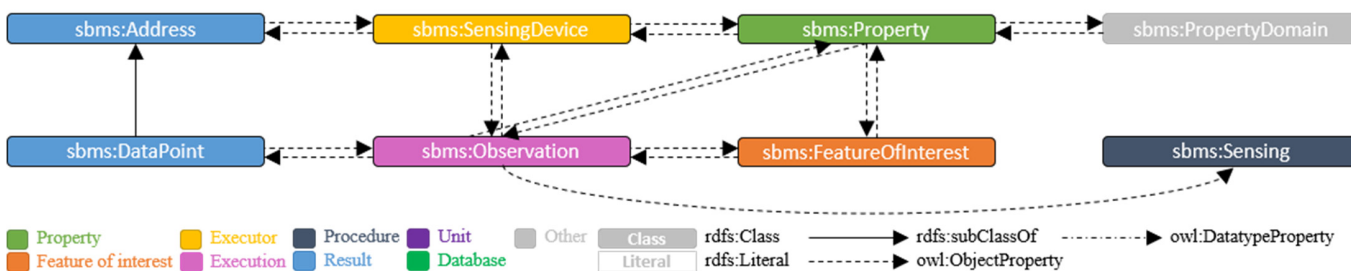 sbms:Address sbms:SensingDevice sbms:Property sbms:PropertyDomain
sbms:DataPoint sbms:Observation sbms:FeatureOfInterest sbms:Sensing
Property Executor Procedure Unit Other Class rdfs:Class rdfs:subClassOf owl:DatatypeProperty
Feature of interest Execution Result Database Literal rdfs:Literal owl:ObjectProperty